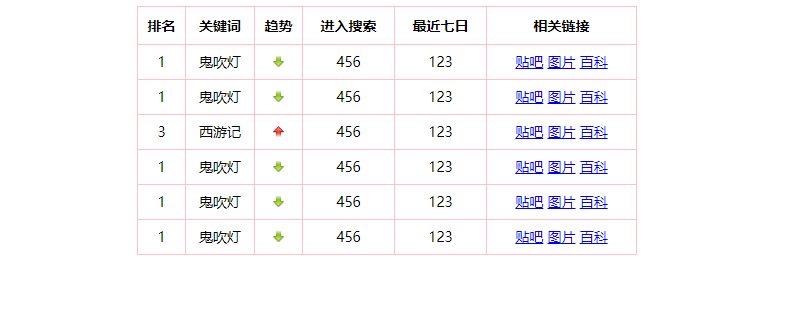 排名 关键词 趋势 进入搜索 最近七日 相关链接
1 鬼吹灯 456 123 贴吧 图片 百科
1 鬼吹灯 456 123 贴吧 图片 百科
3 西游记 456 123 贴吧 图片 百科
1 鬼吹灯 456 123 贴吧 图片 百科
1 鬼吹灯 456 123 贴吧 图片 百科
1 鬼吹灯 456 123 贴吧 图片 百科